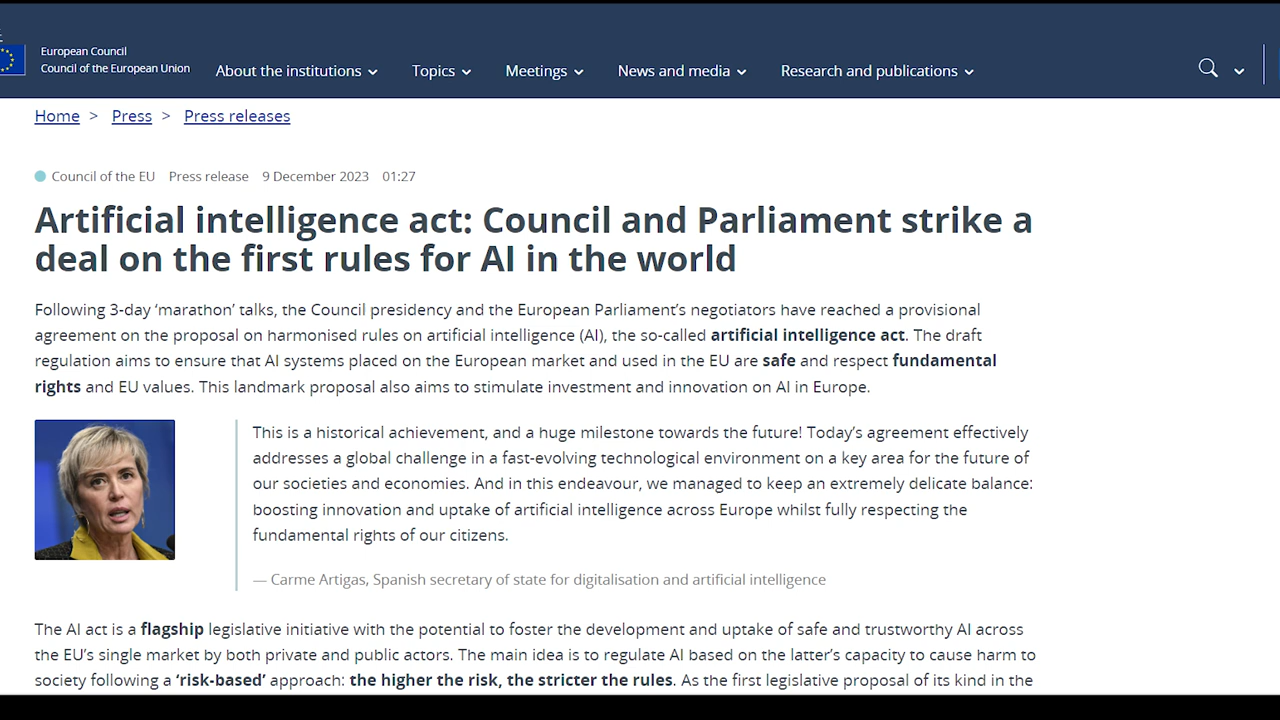 European Council
Council of the European Union
About the institutions
Topics
Meetings
News and media
Research and publications
Home > Press > Press releases
Council of the EU Press release 9 December 2023 01:27
Artificial intelligence act: Council and Parliament strike a
deal on the first rules for AI in the world
Following 3-day ‘marathon’ talks, the Council presidency and the European Parliament’s negotiators have reached a provisional
agreement on the proposal on harmonised rules on artificial intelligence (AI), the so-called artificial intelligence act. The draft
regulation aims to ensure that AI systems placed on the European market and used in the EU are safe and respect fundamental
rights and EU values. This landmark proposal also aims to stimulate investment and innovation on AI in Europe.
This is a historical achievement, and a huge milestone towards the future! Today’s agreement effectively
addresses a global challenge in a fast-evolving technological environment on a key area for the future of
our societies and economies. And in this endeavour, we managed to keep an extremely delicate balance:
boosting innovation and uptake of artificial intelligence across Europe whilst fully respecting the
fundamental rights of our citizens.
— Carme Artigas, Spanish secretary of state for digitalisation and artificial intelligence
The AI act is a flagship legislative initiative with the potential to foster the development and uptake of safe and trustworthy AI across
the EU’s single market by both private and public actors. The main idea is to regulate AI based on the latter’s capacity to cause harm to
society following a ‘risk-based’ approach: the higher the risk, the stricter the rules. As the first legislative proposal of its kind in the